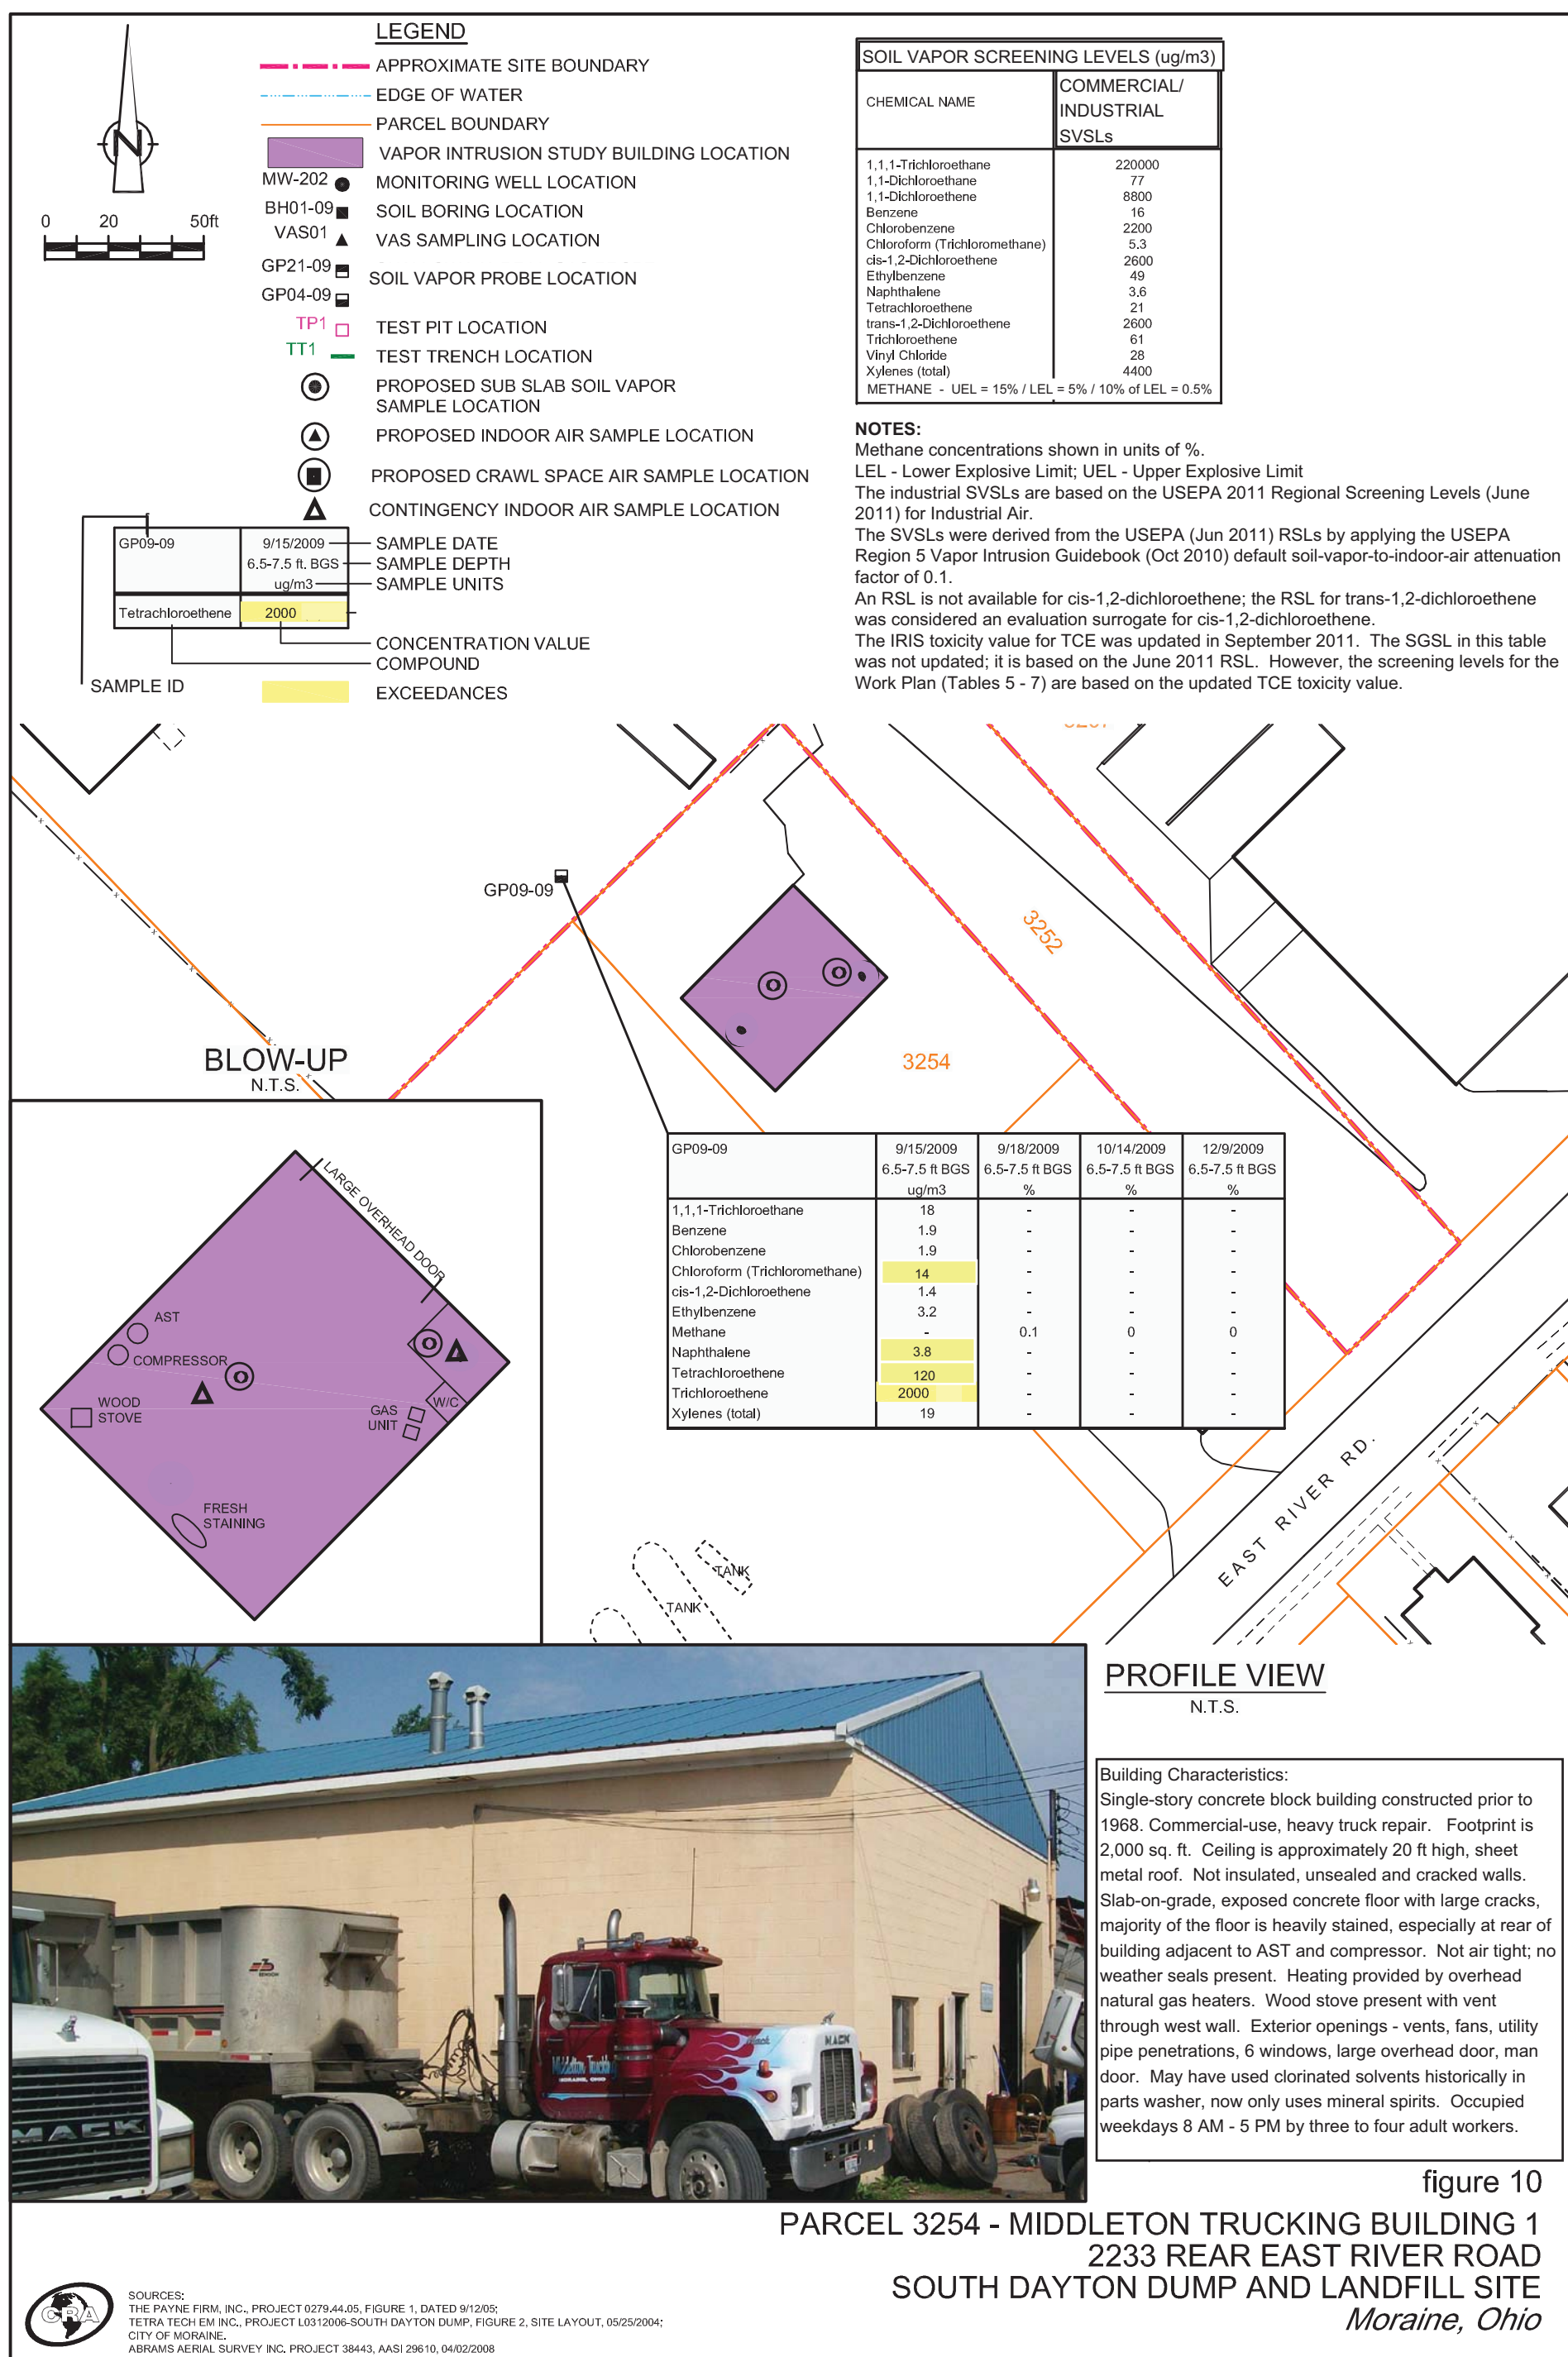 LEGEND
APPROXIMATE SITE BOUNDARY
EDGE OF WATER
PARCEL BOUNDARY
VAPOR INTRUSION STUDY BUILDING LOCATION
MW-202 MONITORING WELL LOCATION
BH01-09 SOIL BORING LOCATION
VAS01 VAS SAMPLING LOCATION
GP21-09
SOIL VAPOR PROBE LOCATION
GP04-09
TP1 TEST PIT LOCATION
TT1 TEST TRENCH LOCATION
PROPOSED SUB SLAB SOIL VAPOR
SAMPLE LOCATION
PROPOSED INDOOR AIR SAMPLE LOCATION
PROPOSED CRAWL SPACE AIR SAMPLE LOCATION
CONTINGENCY INDOOR AIR SAMPLE LOCATION
N
0 20 50ft
GP09-09 9/15/2009 SAMPLE DATE
6.5-7.5 ft. BGS SAMPLE DEPTH
ug/m3 SAMPLE UNITS
Tetrachloroethene 2000
CONCENTRATION VALUE
COMPOUND
SAMPLE ID
EXCEEDANCES
SOIL VAPOR SCREENING LEVELS (ug/m3)
CHEMICAL NAME
COMMERCIAL/
INDUSTRIAL
SVSLs
1,1,1-Trichloroethane 220000
1,1-Dichloroethane 77
1,1-Dichloroethene 8800
Benzene 16
Chlorobenzene 2200
Chloroform (Trichloromethane) 5.3
cis-1,2-Dichloroethene 2600
Ethylbenzene 49
Naphthalene 3.6
Tetrachloroethene 21
trans-1,2-Dichloroethene 2600
Trichloroethene 61
Vinyl Chloride 28
Xylenes (total) 4400
METHANE - UEL = 15% / LEL = 5% / 10% of LEL = 0.5%
NOTES:
Methane concentrations shown in units of %.
LEL - Lower Explosive Limit; UEL - Upper Explosive Limit
The industrial SVSLs are based on the USEPA 2011 Regional Screening Levels (June
2011) for Industrial Air.
The SVSLs were derived from the USEPA (Jun 2011) RSLs by applying the USEPA
Region 5 Vapor Intrusion Guidebook (Oct 2010) default soil-vapor-to-indoor-air attenuation
factor of 0.1.
An RSL is not available for cis-1,2-dichloroethene; the RSL for trans-1,2-dichloroethene
was considered an evaluation surrogate for cis-1,2-dichloroethene.
The IRIS toxicity value for TCE was updated in September 2011. The SGSL in this table
was not updated; it is based on the June 2011 RSL. However, the screening levels for the
Work Plan (Tables 5 - 7) are based on the updated TCE toxicity value.
GP09-09
3252
3254
BLOW-UP
N.T.S.
LARGE OVERHEAD DOOR
AST
COMPRESSOR
WOOD
STOVE
GAS
UNIT
W/C
FRESH
STAINING
GP09-09 9/15/2009 9/18/2009 10/14/2009 12/9/2009
6.5-7.5 ft BGS 6.5-7.5 ft BGS 6.5-7.5 ft BGS 6.5-7.5 ft BGS
ug/m3 % % %
1,1,1-Trichloroethane 18 - - -
Benzene 1.9 - - -
Chlorobenzene 1.9 - - -
Chloroform (Trichloromethane) 14 - - -
cis-1,2-Dichloroethene 1.4 - - -
Ethylbenzene 3.2 - - -
Methane - 0.1 0 0
Naphthalene 3.8 - - -
Tetrachloroethene 120 - - -
Trichloroethene 2000 - - -
Xylenes (total) 19 - - -
EAST RIVER RD.
TANK
TANK
PROFILE VIEW
N.T.S.
BENSON
MACK
Mack
MACK
Middleton Trucking
MORAINE, OHIO
Building Characteristics:
Single-story concrete block building constructed prior to
1968. Commercial-use, heavy truck repair. Footprint is
2,000 sq. ft. Ceiling is approximately 20 ft high, sheet
metal roof. Not insulated, unsealed and cracked walls.
Slab-on-grade, exposed concrete floor with large cracks,
majority of the floor is heavily stained, especially at rear of
building adjacent to AST and compressor. Not air tight; no
weather seals present. Heating provided by overhead
natural gas heaters. Wood stove present with vent
through west wall. Exterior openings - vents, fans, utility
pipe penetrations, 6 windows, large overhead door, man
door. May have used clorinated solvents historically in
parts washer, now only uses mineral spirits. Occupied
weekdays 8 AM - 5 PM by three to four adult workers.
figure 10
PARCEL 3254 - MIDDLETON TRUCKING BUILDING 1
2233 REAR EAST RIVER ROAD
SOUTH DAYTON DUMP AND LANDFILL SITE
Moraine, Ohio
CRA
SOURCES:
THE PAYNE FIRM, INC., PROJECT 0279.44.05, FIGURE 1, DATED 9/12/05;
TETRA TECH EM INC., PROJECT L0312006-SOUTH DAYTON DUMP, FIGURE 2, SITE LAYOUT, 05/25/2004;
CITY OF MORAINE.
ABRAMS AERIAL SURVEY INC. PROJECT 38443, AASI 29610, 04/02/2008